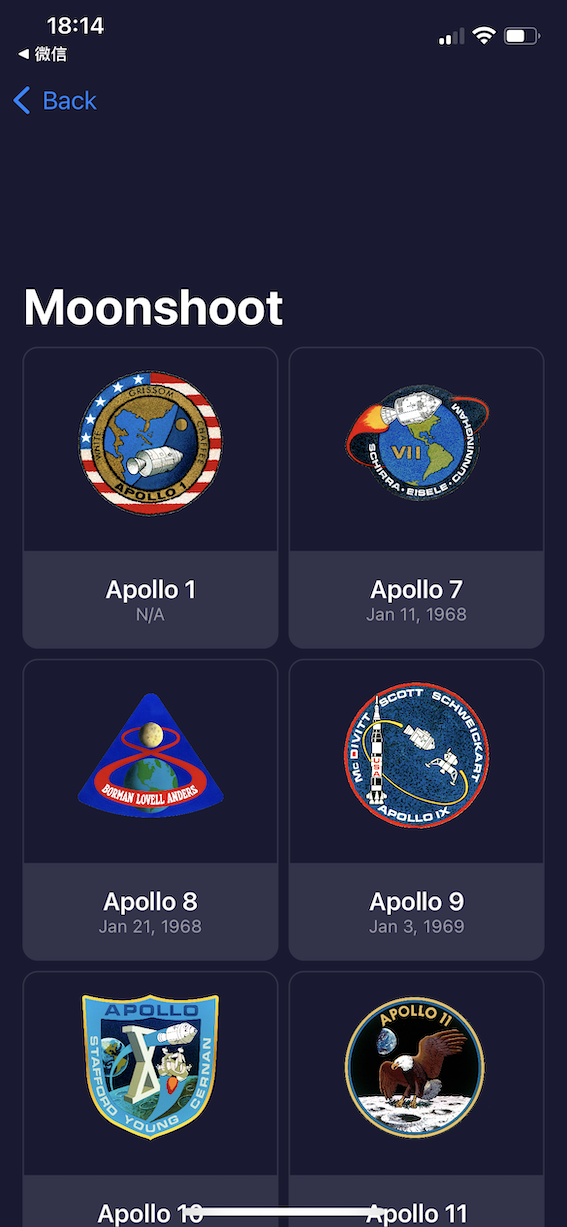 18:14
◀ 微信
Back
Moonshoot
GRISSOM
WHITE
CHAFFEE
APOLLO 1
VII
SCHIRRA • EISELE • CUNNINGHAM
Apollo 1
N/A
Apollo 7
Jan 11, 1968
BORMAN LOVELL ANDERS
Mc DIVITT SCOTT SCHWEICKART
USA
APOLLO IX
Apollo 8
Jan 21, 1968
Apollo 9
Jan 3, 1969
APOLLO
X
STAFFORD YOUNG CERNAN
APOLLO 11
Apollo 10
Apollo 11